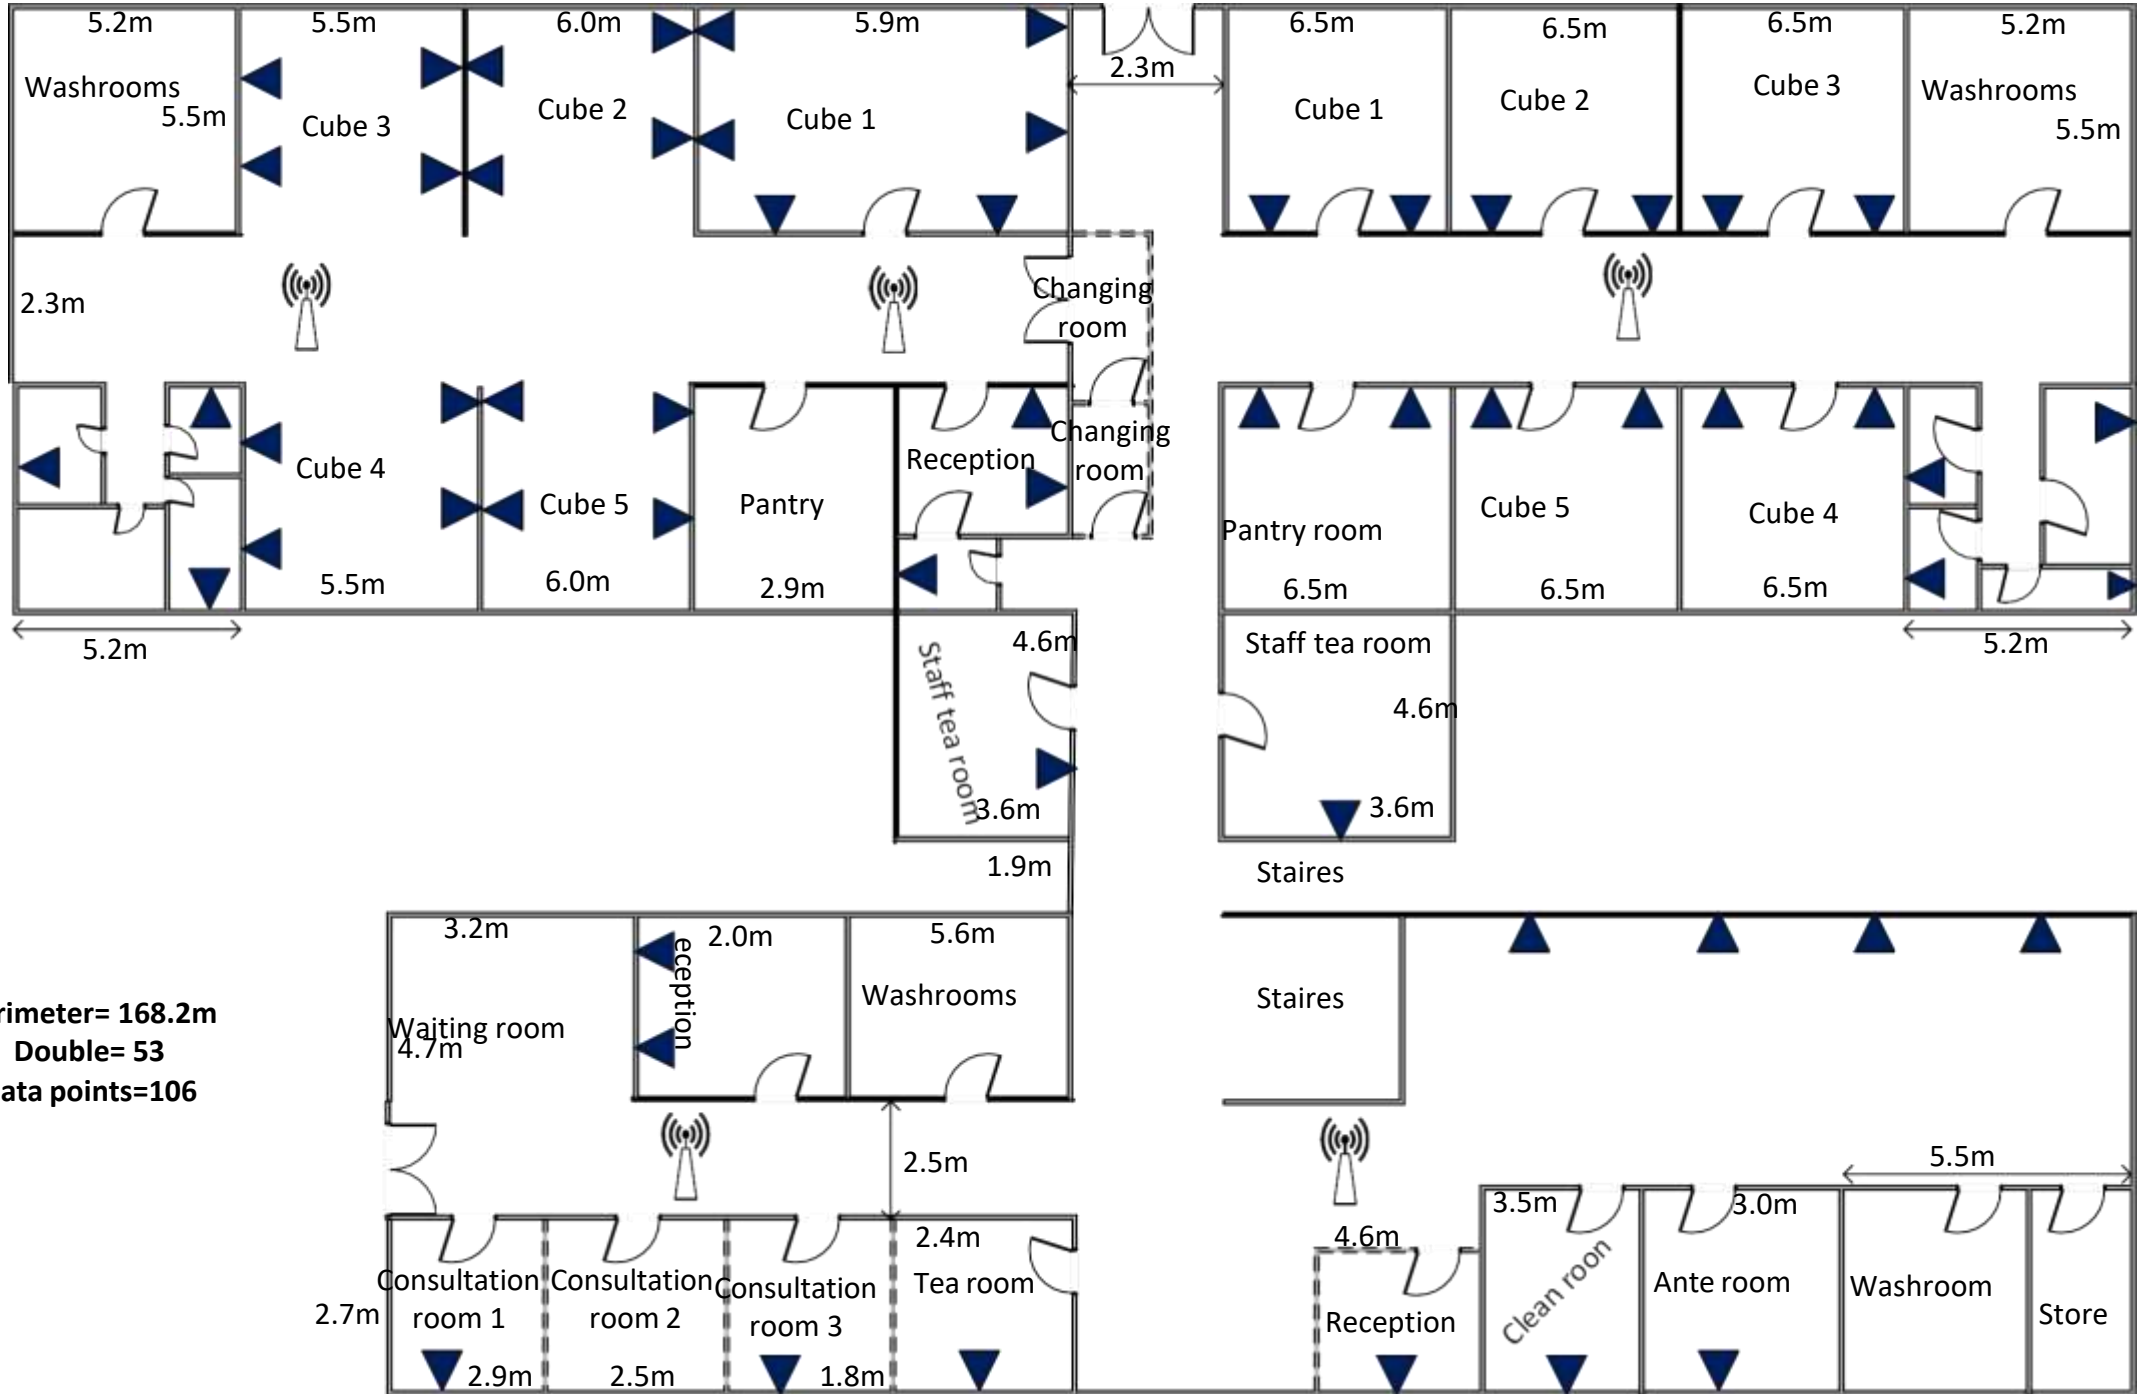 5.2m
5.5m
6.0m
5.9m
6.5m
6.5m
6.5m
5.2m
2.3m
Washrooms
5.5m
Cube 3
Cube 2
Cube 1
Cube 1
Cube 2
Cube 3
Washrooms
5.5m
2.3m
Changing
room
Changing
room
Cube 4
Cube 5
Pantry
Reception
Pantry room
Cube 5
Cube 4
5.5m
6.0m
2.9m
6.5m
6.5m
6.5m
5.2m
5.2m
4.6m
Staff tea room
3.6m
Staff tea room
4.6m
3.6m
1.9m
Staires
3.2m
2.0m
5.6m
Waiting room
4.7m
eception
Washrooms
Staires
rimeter= 168.2m
Double= 53
ata points=106
2.5m
5.5m
2.4m
4.6m
3.5m
3.0m
Consultation
room 1
Consultation
room 2
Consultation
room 3
Tea room
2.7m
2.9m
2.5m
1.8m
Reception
Clean roon
Ante room
Washroom
Store